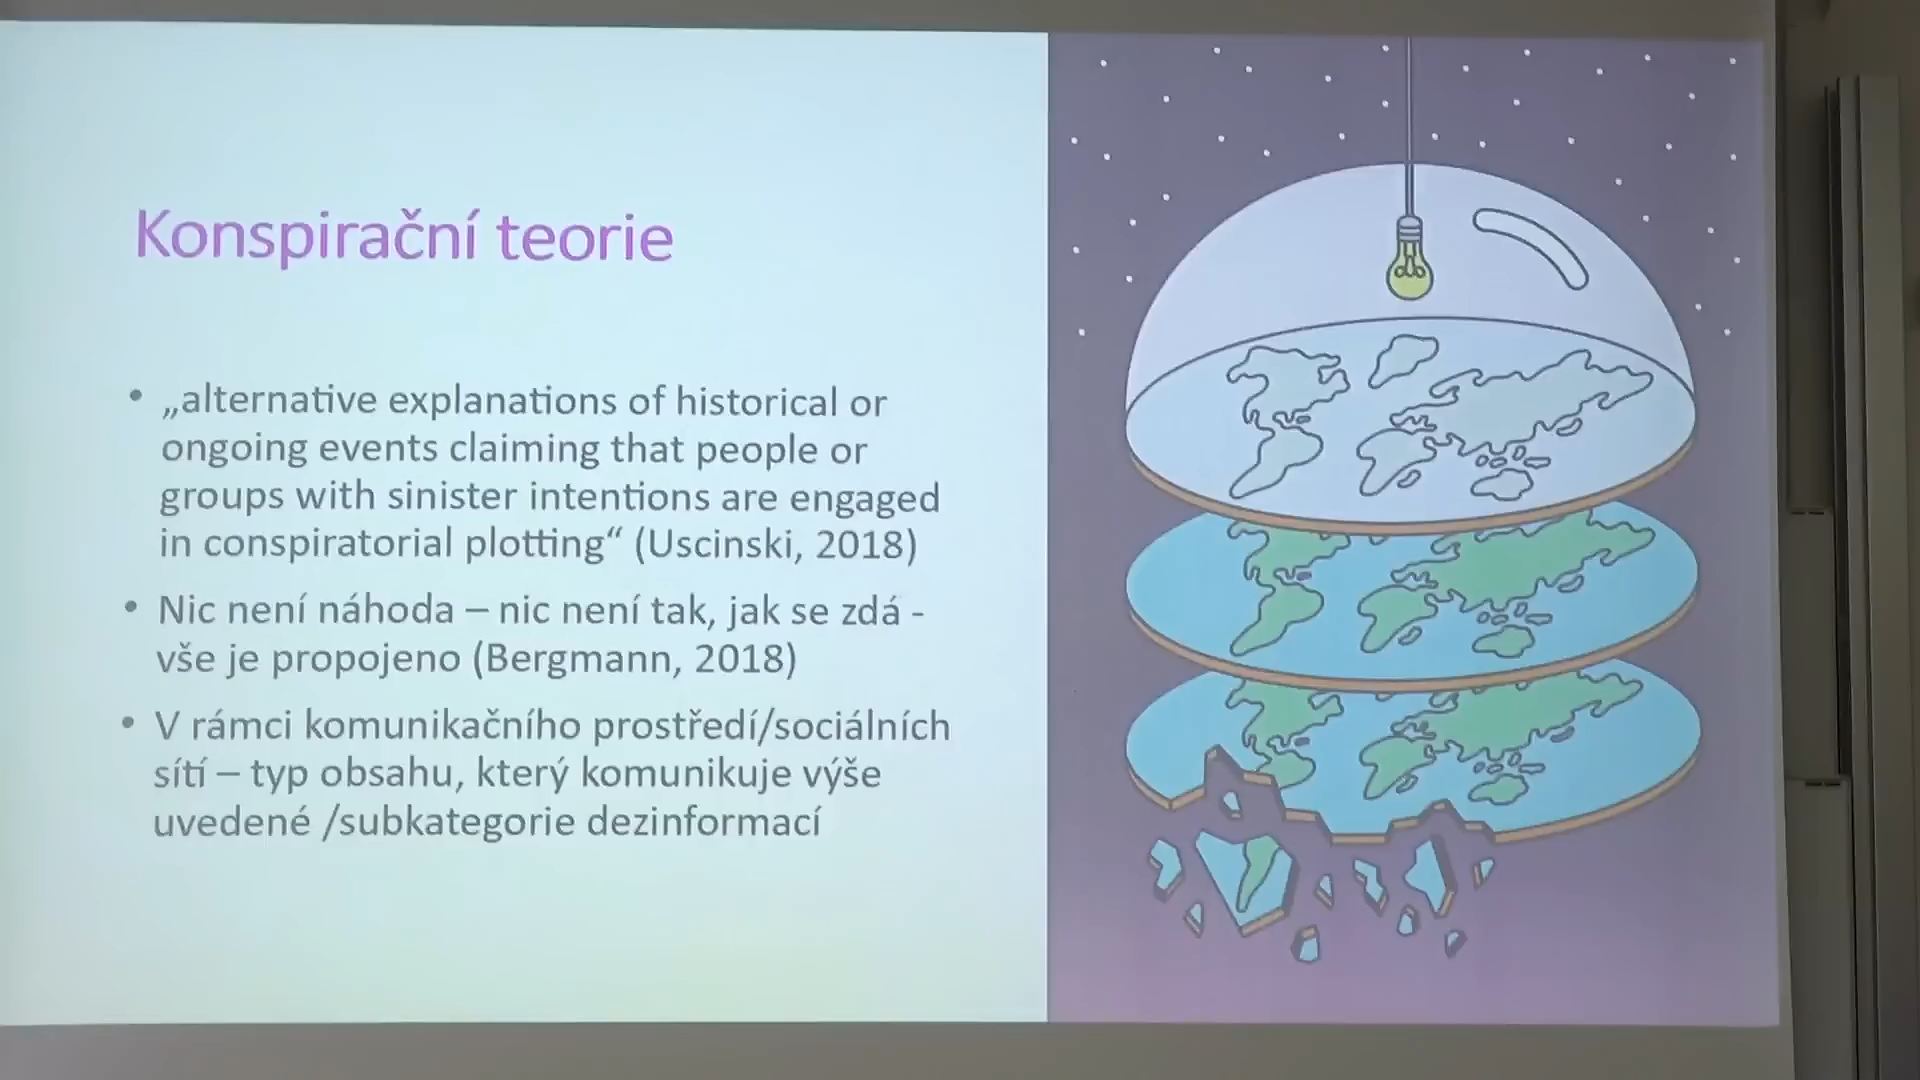 Konspirační teorie
• „alternative explanations of historical or
ongoing events claiming that people or
groups with sinister intentions are engaged
in conspiratorial plotting“ (Uscinski, 2018)
• Nic není náhoda – nic není tak, jak se zdá -
vše je propojeno (Bergmann, 2018)
• V rámci komunikačního prostředí/sociálních
sítí – typ obsahu, který komunikuje výše
uvedené /subkategorie dezinformací